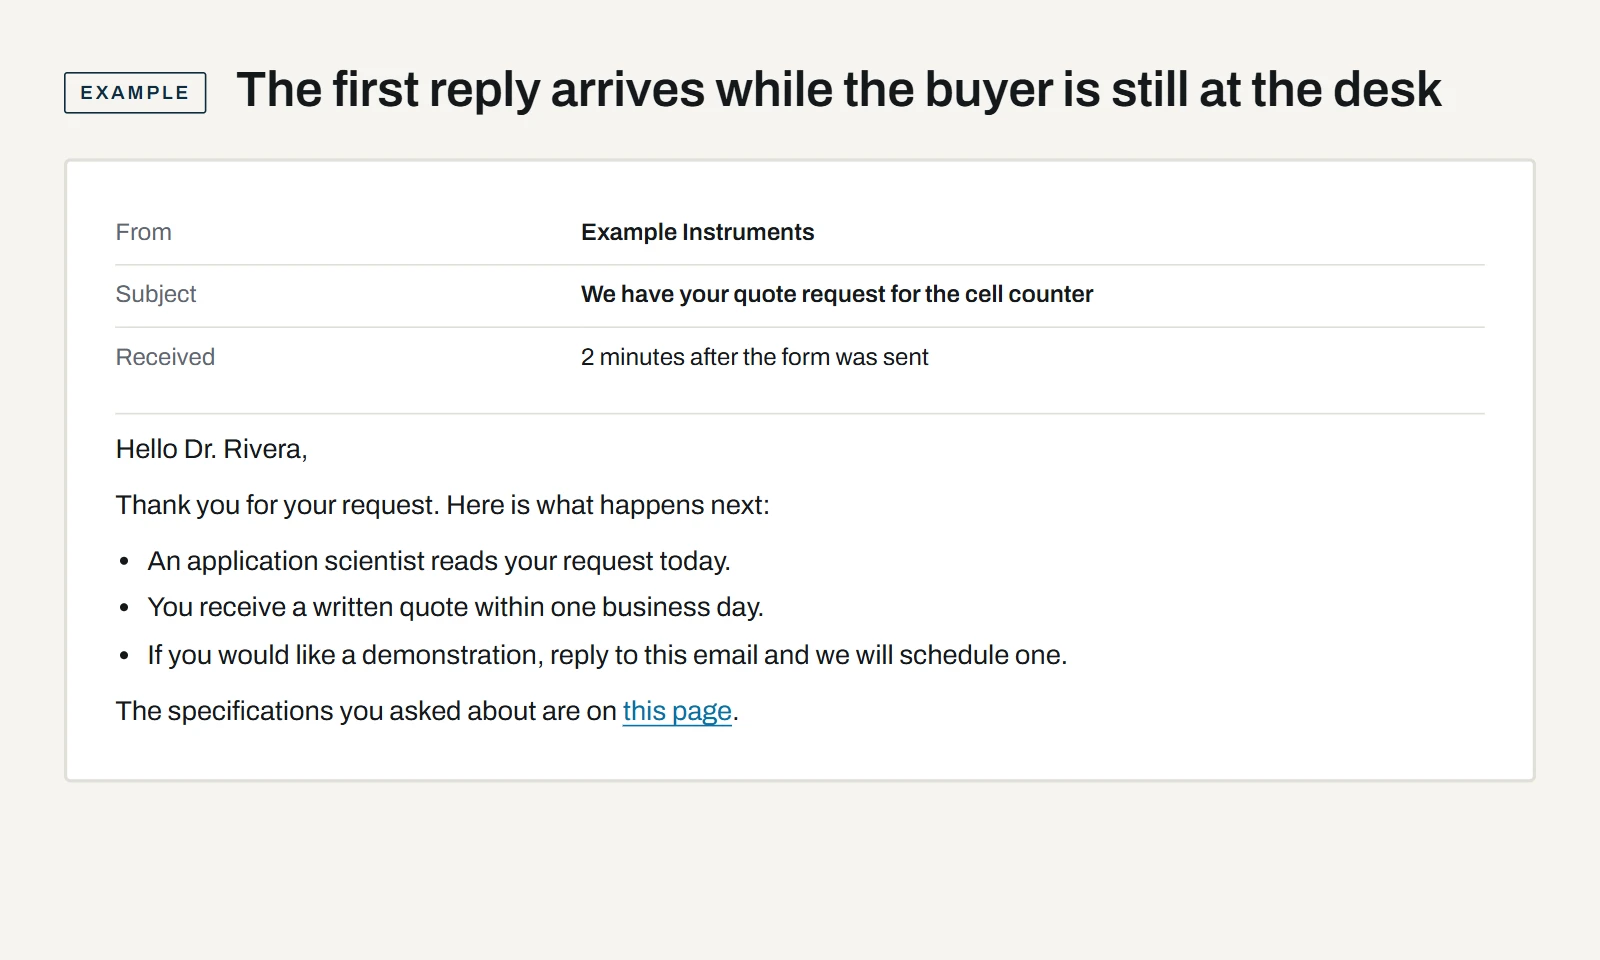 EXAMPLE
The first reply arrives while the buyer is still at the desk
From
Example Instruments
Subject
We have your quote request for the cell counter
Received
2 minutes after the form was sent
Hello Dr. Rivera,
Thank you for your request. Here is what happens next:
• An application scientist reads your request today.
• You receive a written quote within one business day.
• If you would like a demonstration, reply to this email and we will schedule one.
The specifications you asked about are on this page.